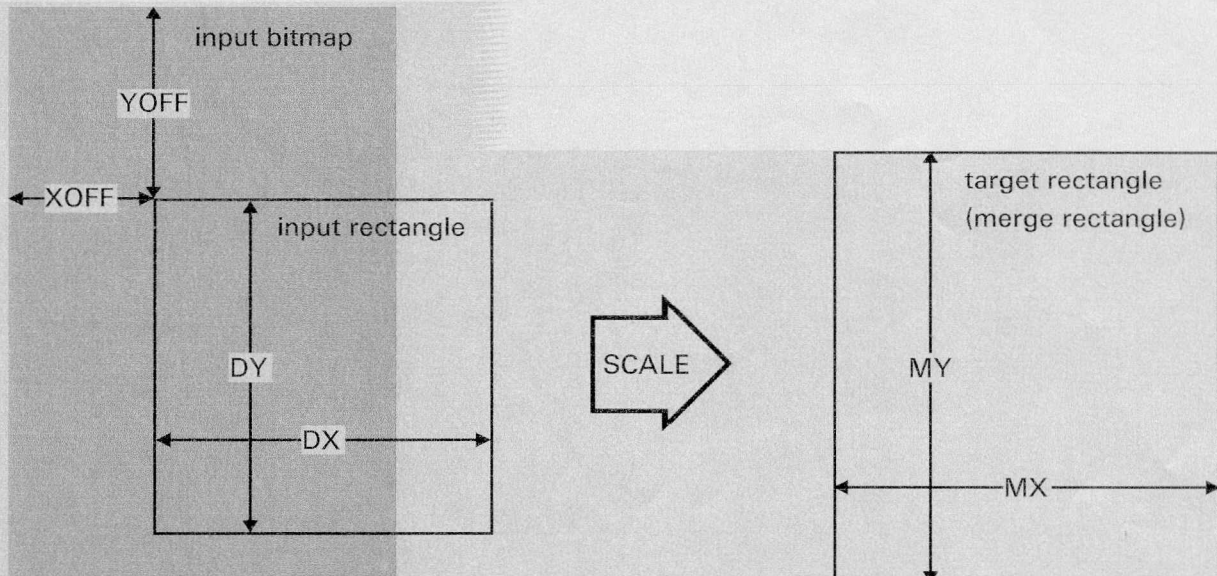 input bitmap
YOFF
XOFF
input rectangle
target rectangle
(merge rectangle)
DY
SCALE
MY
DX
MX